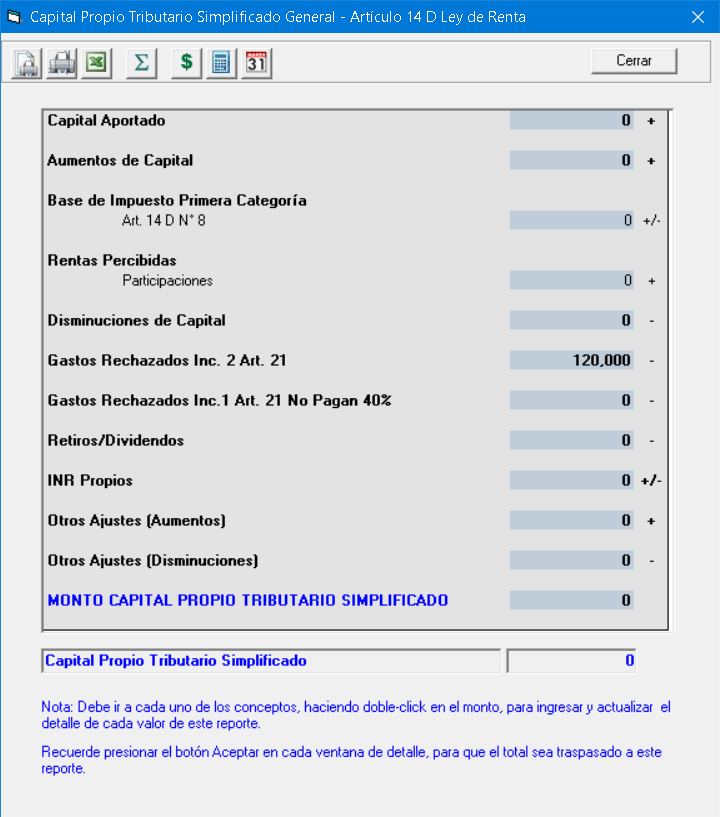 Capital Propio Tributario Simplificado General - Artículo 14 D Ley de Renta
Σ $ 31 Cerrar
Capital Aportado 0 +
Aumentos de Capital 0 +
Base de Impuesto Primera Categoría
Art. 14 D N° 8 0 +/-
Rentas Percibidas
Participaciones 0 +
Disminuciones de Capital 0 -
Gastos Rechazados Inc. 2 Art. 21 120,000 -
Gastos Rechazados Inc.1 Art. 21 No Pagan 40% 0 -
Retiros/Dividendos 0 -
INR Propios 0 +/-
Otros Ajustes (Aumentos) 0 +
Otros Ajustes (Disminuciones) 0 -
MONTO CAPITAL PROPIO TRIBUTARIO SIMPLIFICADO 0
Capital Propio Tributario Simplificado 0
Nota: Debe ir a cada uno de los conceptos, haciendo doble-click en el monto, para ingresar y actualizar el
detalle de cada valor de este reporte.
Recuerde presionar el botón Aceptar en cada ventana de detalle, para que el total sea traspasado a este
reporte.